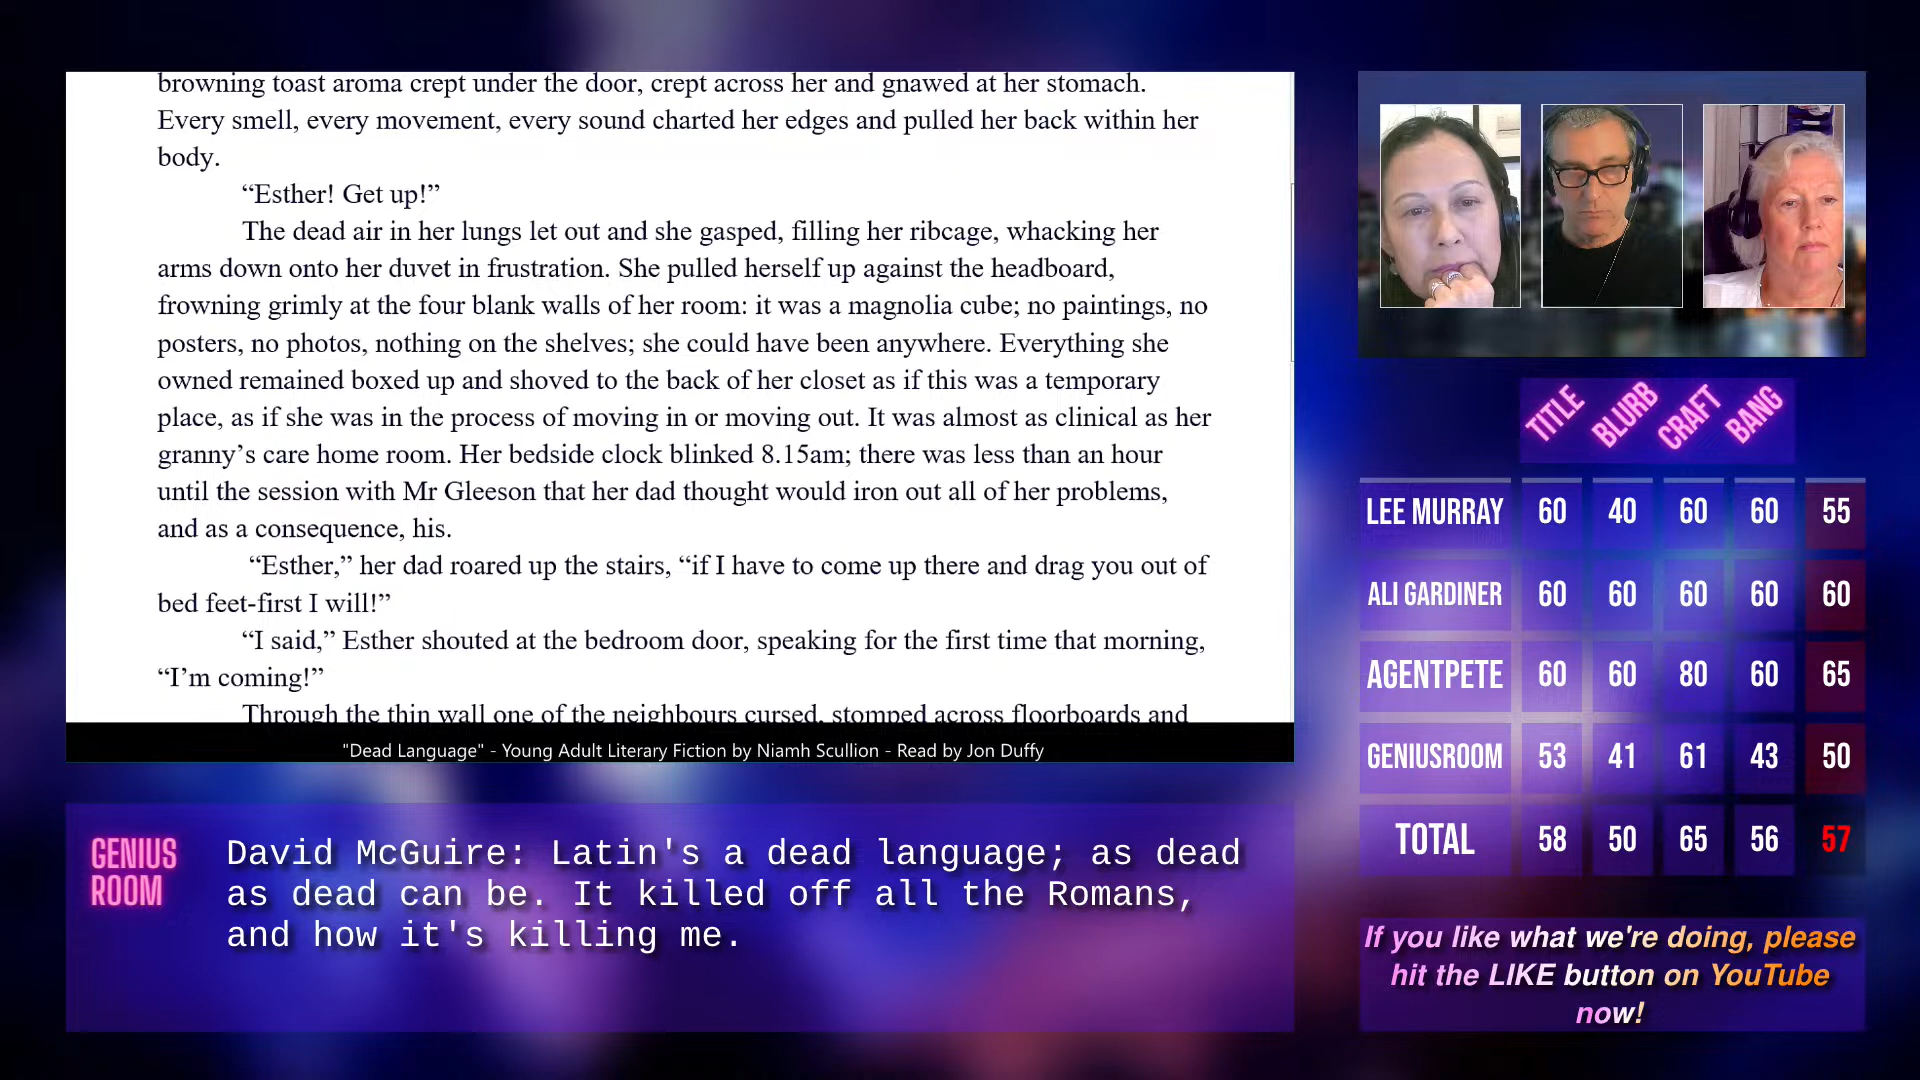 browning toast aroma crept under the door, crept across her and gnawed at her stomach.
Every smell, every movement, every sound charted her edges and pulled her back within her
body.
“Esther! Get up!”
The dead air in her lungs let out and she gasped, filling her ribcage, whacking her
arms down onto her duvet in frustration. She pulled herself up against the headboard,
frowning grimly at the four blank walls of her room: it was a magnolia cube; no paintings, no
posters, no photos, nothing on the shelves; she could have been anywhere. Everything she
owned remained boxed up and shoved to the back of her closet as if this was a temporary
place, as if she was in the process of moving in or moving out. It was almost as clinical as her
granny’s care home room. Her bedside clock blinked 8.15am; there was less than an hour
until the session with Mr Gleeson that her dad thought would iron out all of her problems,
and as a consequence, his.
“Esther,” her dad roared up the stairs, “if I have to come up there and drag you out of
bed feet-first I will!”
“I said,” Esther shouted at the bedroom door, speaking for the first time that morning,
“I’m coming!”
Through the thin wall one of the neighbours cursed, stomped across floorboards and
"Dead Language" - Young Adult Literary Fiction by Niamh Scullion - Read by Jon Duffy
GENIUS
ROOM
David McGuire: Latin's a dead language; as dead
as dead can be. It killed off all the Romans,
and how it's killing me.
TITLE BLURB CRAFT BANG
LEE MURRAY 60 40 60 60 55
ALI GARDINER 60 60 60 60 60
AGENTPETE 60 60 80 60 65
GENIUSROOM 53 41 61 43 50
TOTAL 58 50 65 56 57
If you like what we're doing, please
hit the LIKE button on YouTube
now!